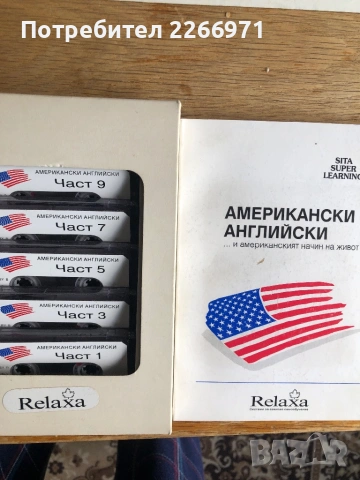 Потребител 2266971
АМЕРИКАНСКИ АНГЛИЙСКИ
Част 9
АМЕРИКАНСКИ АНГЛИЙСКИ
Част 7
АМЕРИКАНСКИ АНГЛИЙСКИ
Част 5
АМЕРИКАНСКИ АНГЛИЙСКИ
Част 3
АМЕРИКАНСКИ АНГЛИЙСКИ
Част 1
Relaxa
SITA
SUPER
LEARNING
АМЕРИКАНСКИ
АНГЛИЙСКИ
... и американският начин на живот
Relaxa
BAZAR